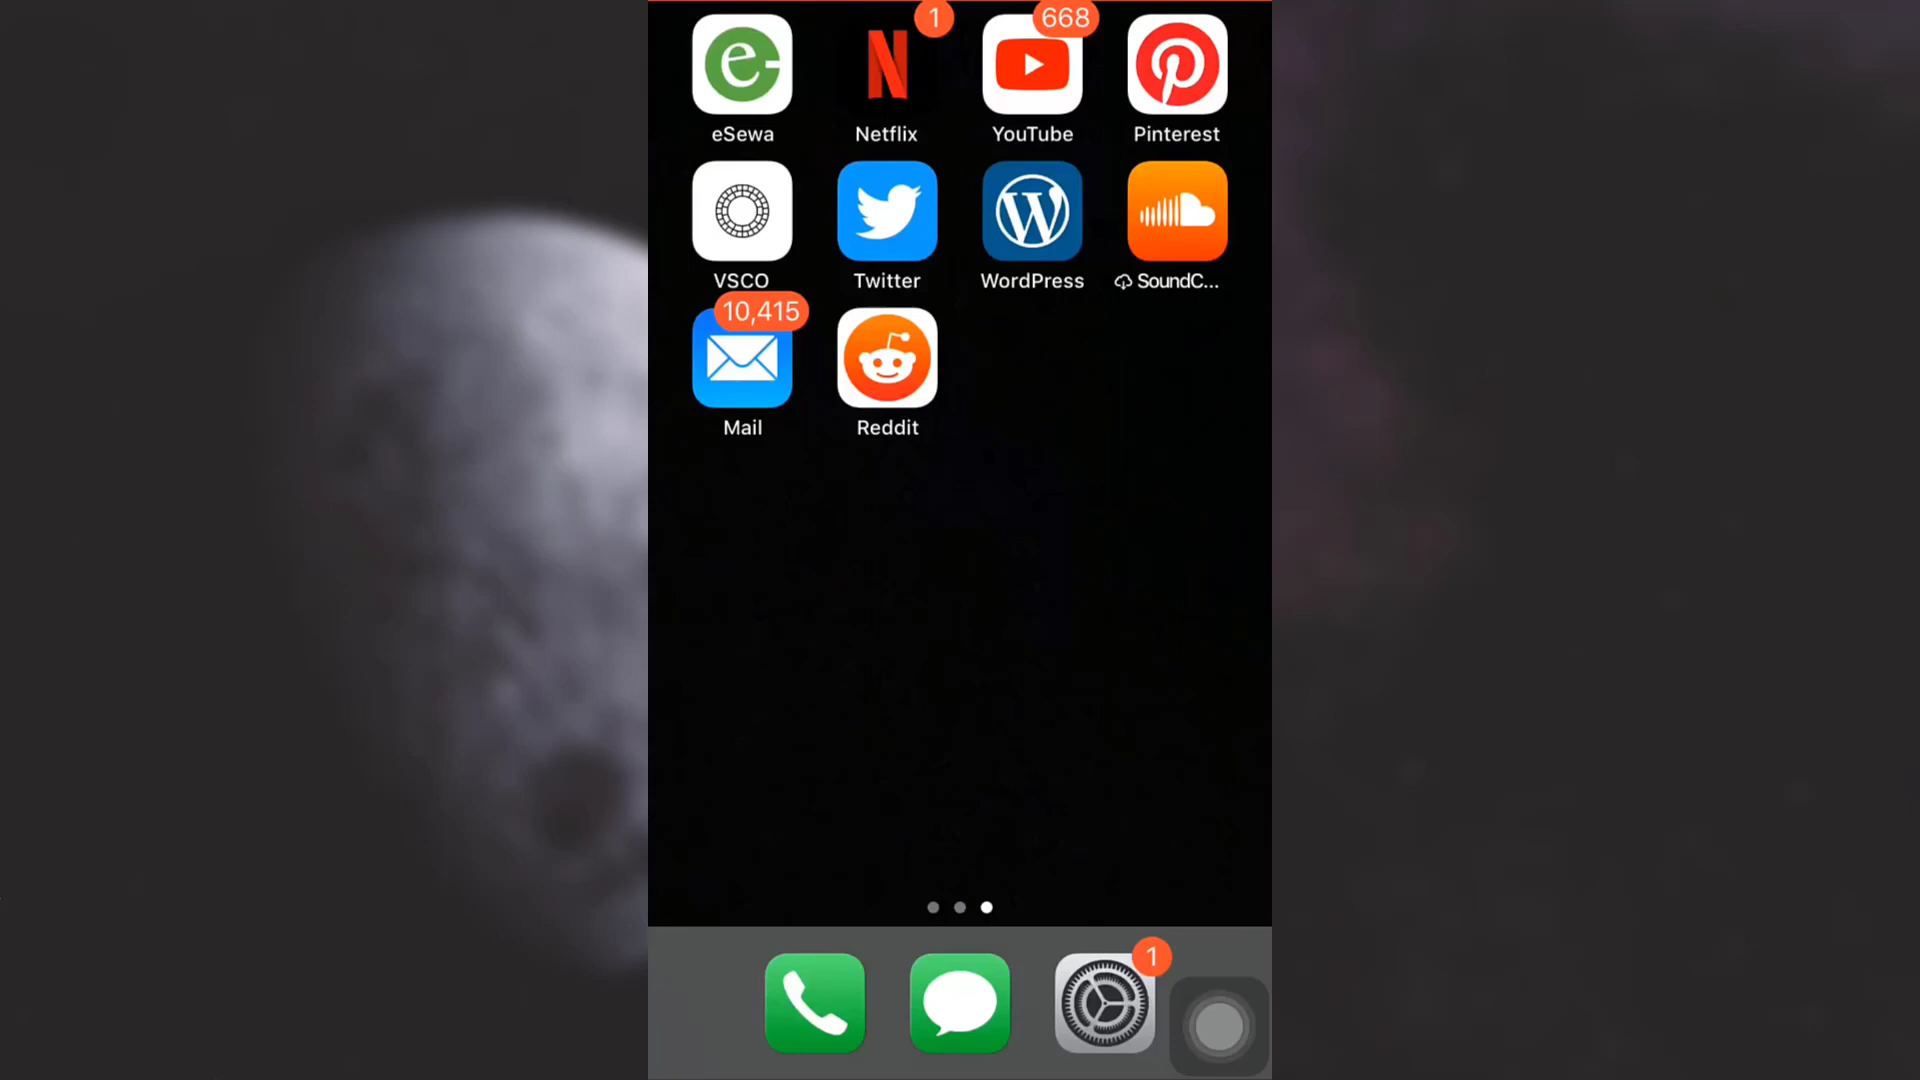 1
668
eSewa
Netflix
YouTube
Pinterest
VSCO
Twitter
WordPress
SoundC...
10,415
Mail
Reddit
1